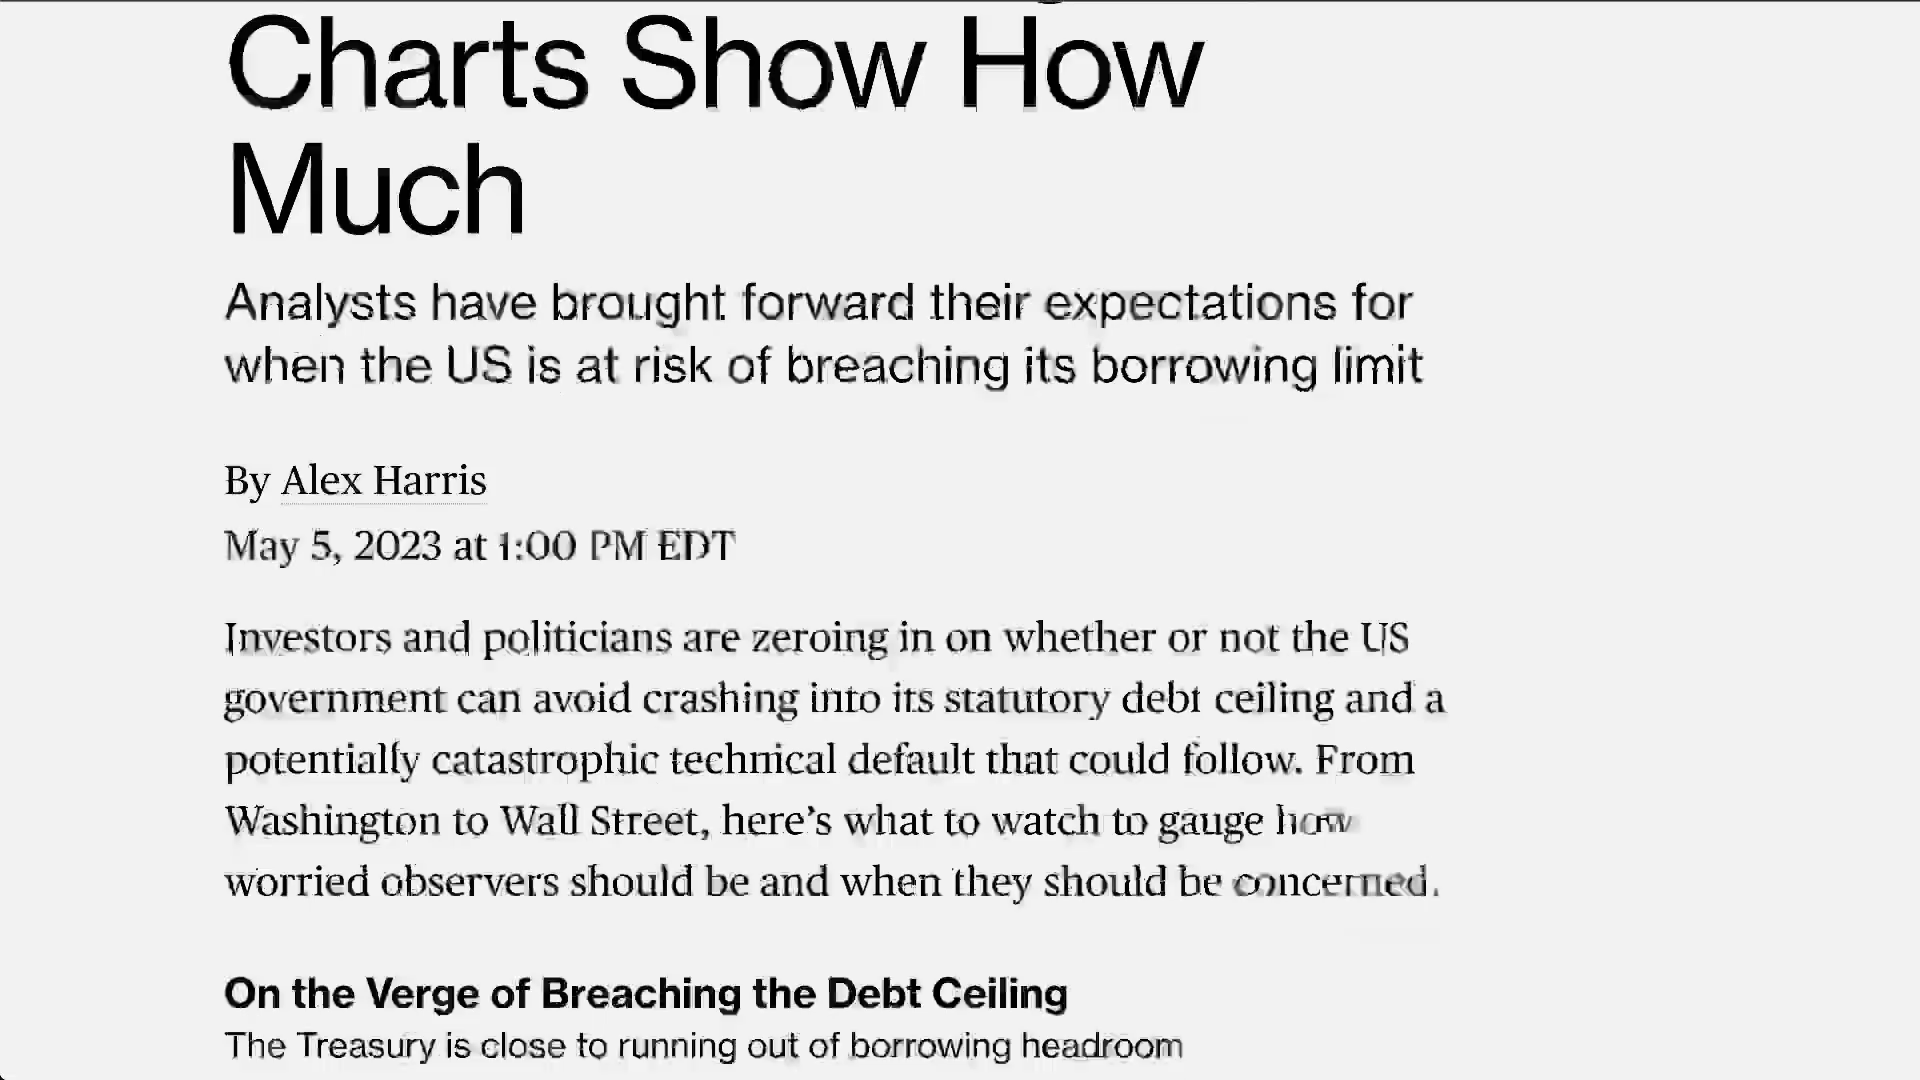 Charts Show How
Much
Analysts have brought forward their expectations for
when the US is at risk of breaching its borrowing limit
By Alex Harris
May 5, 2023 at 1:00 PM EDT
Investors and politicians are zeroing in on whether or not the US
government can avoid crashing into its statutory debt ceiling and a
potentially catastrophic technical default that could follow. From
Washington to Wall Street, here’s what to watch to gauge how
worried observers should be and when they should be concerned.
On the Verge of Breaching the Debt Ceiling
The Treasury is close to running out of borrowing headroom